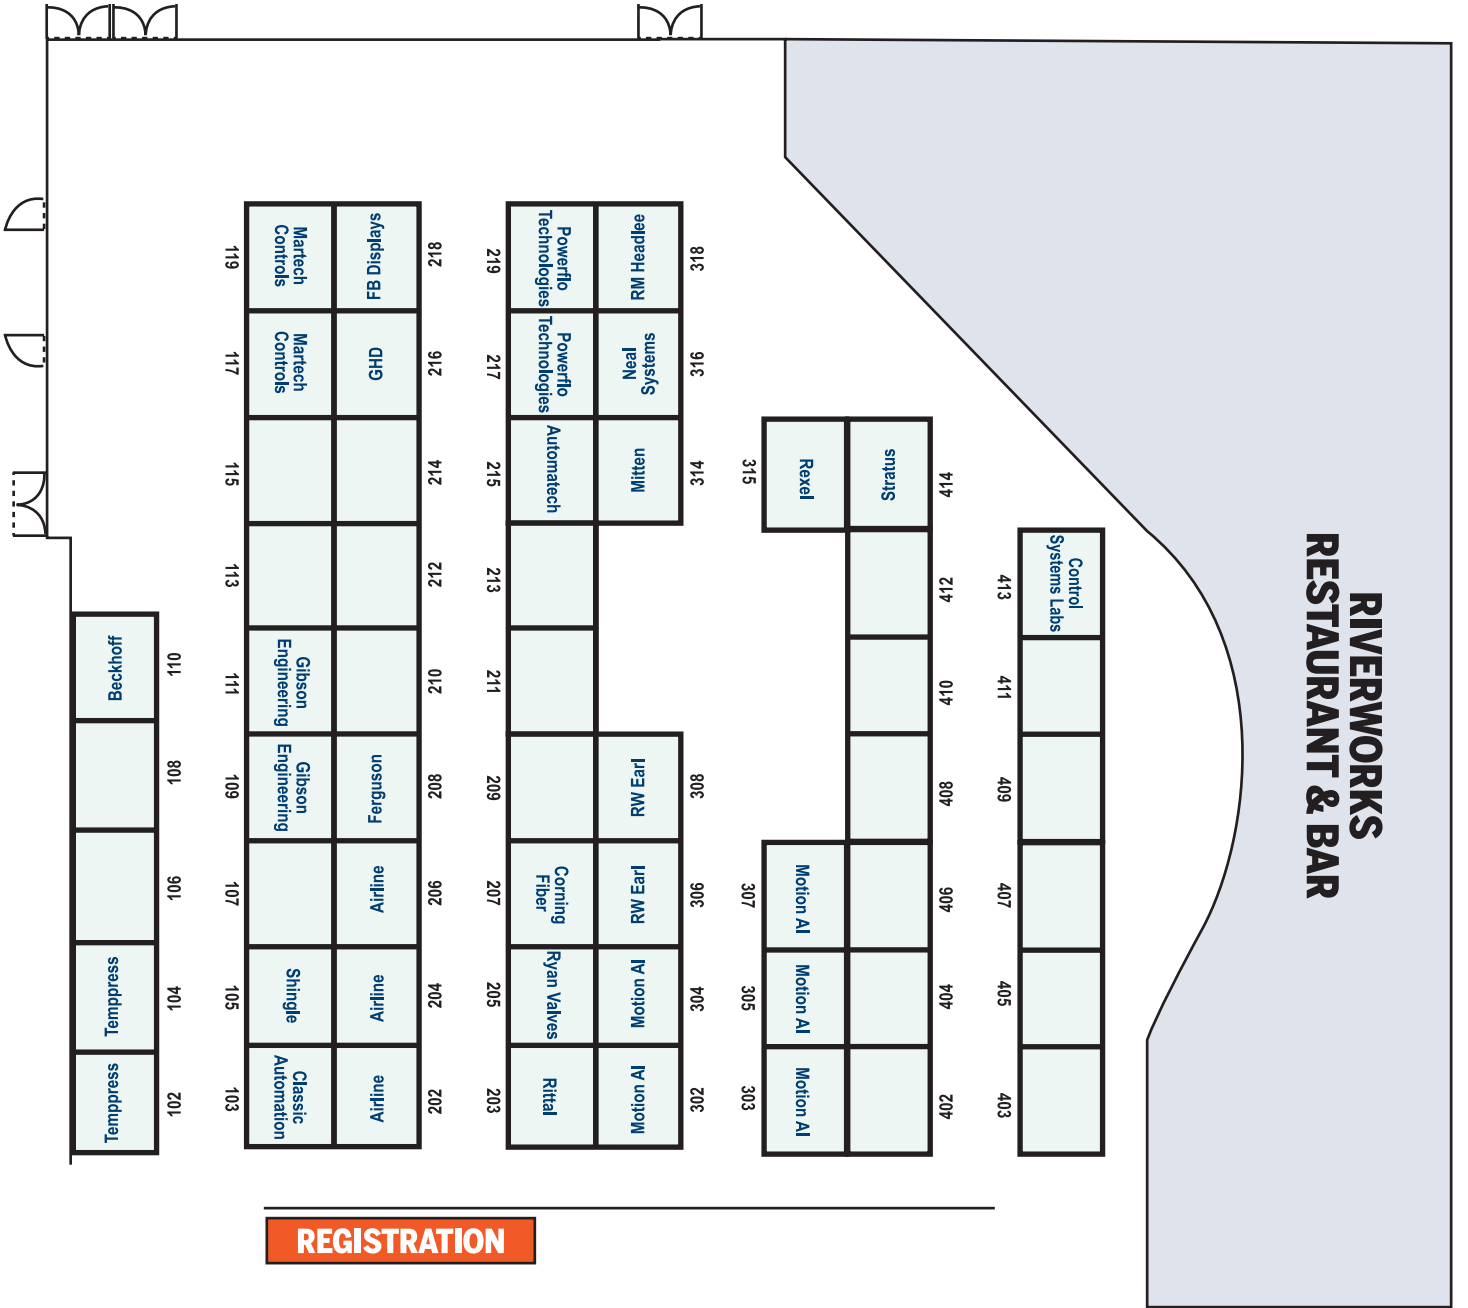 119
Martech
Controls
FB Displays
218
219
Powerflo
Technologies
RM Headlee
318
117
Martech
Controls
GHD
216
217
Powerflo
Technologies
Neal
Systems
316
115
214
215
Automatech
Mitten
314
315
Rexel
Stratus
414
113
212
213
412
413
Control
Systems Labs
Beckhoff
110
111
Gibson
Engineering
210
211
410
411
108
109
Gibson
Engineering
Ferguson
208
209
RW Earl
308
408
409
106
107
Airline
206
207
Corning
Fiber
RW Earl
306
307
Motion AI
406
407
Temppress
104
105
Shingle
Airline
204
205
Ryan Valves
Motion AI
304
305
Motion AI
404
405
Temppress
102
103
Classic
Automation
Airline
202
203
Rittal
Motion AI
302
303
Motion AI
402
403
RIVERWORKS
RESTAURANT & BAR
REGISTRATION